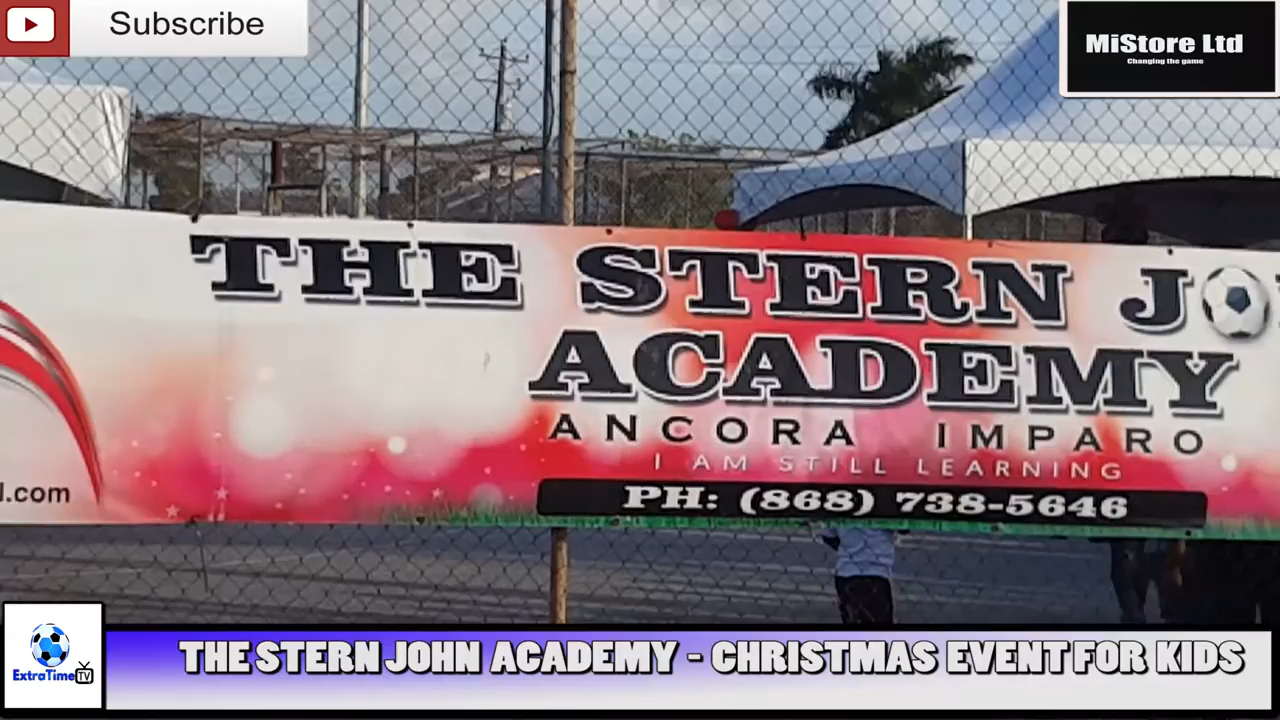 Subscribe
MiStore Ltd
Changing the game
THE STERN JO
ACADEMY
ANCORA IMPARO
I AM STILL LEARNING
l.com
PH: (868) 738-5646
THE STERN JOHN ACADEMY - CHRISTMAS EVENT FOR KIDS
ExtraTime TV